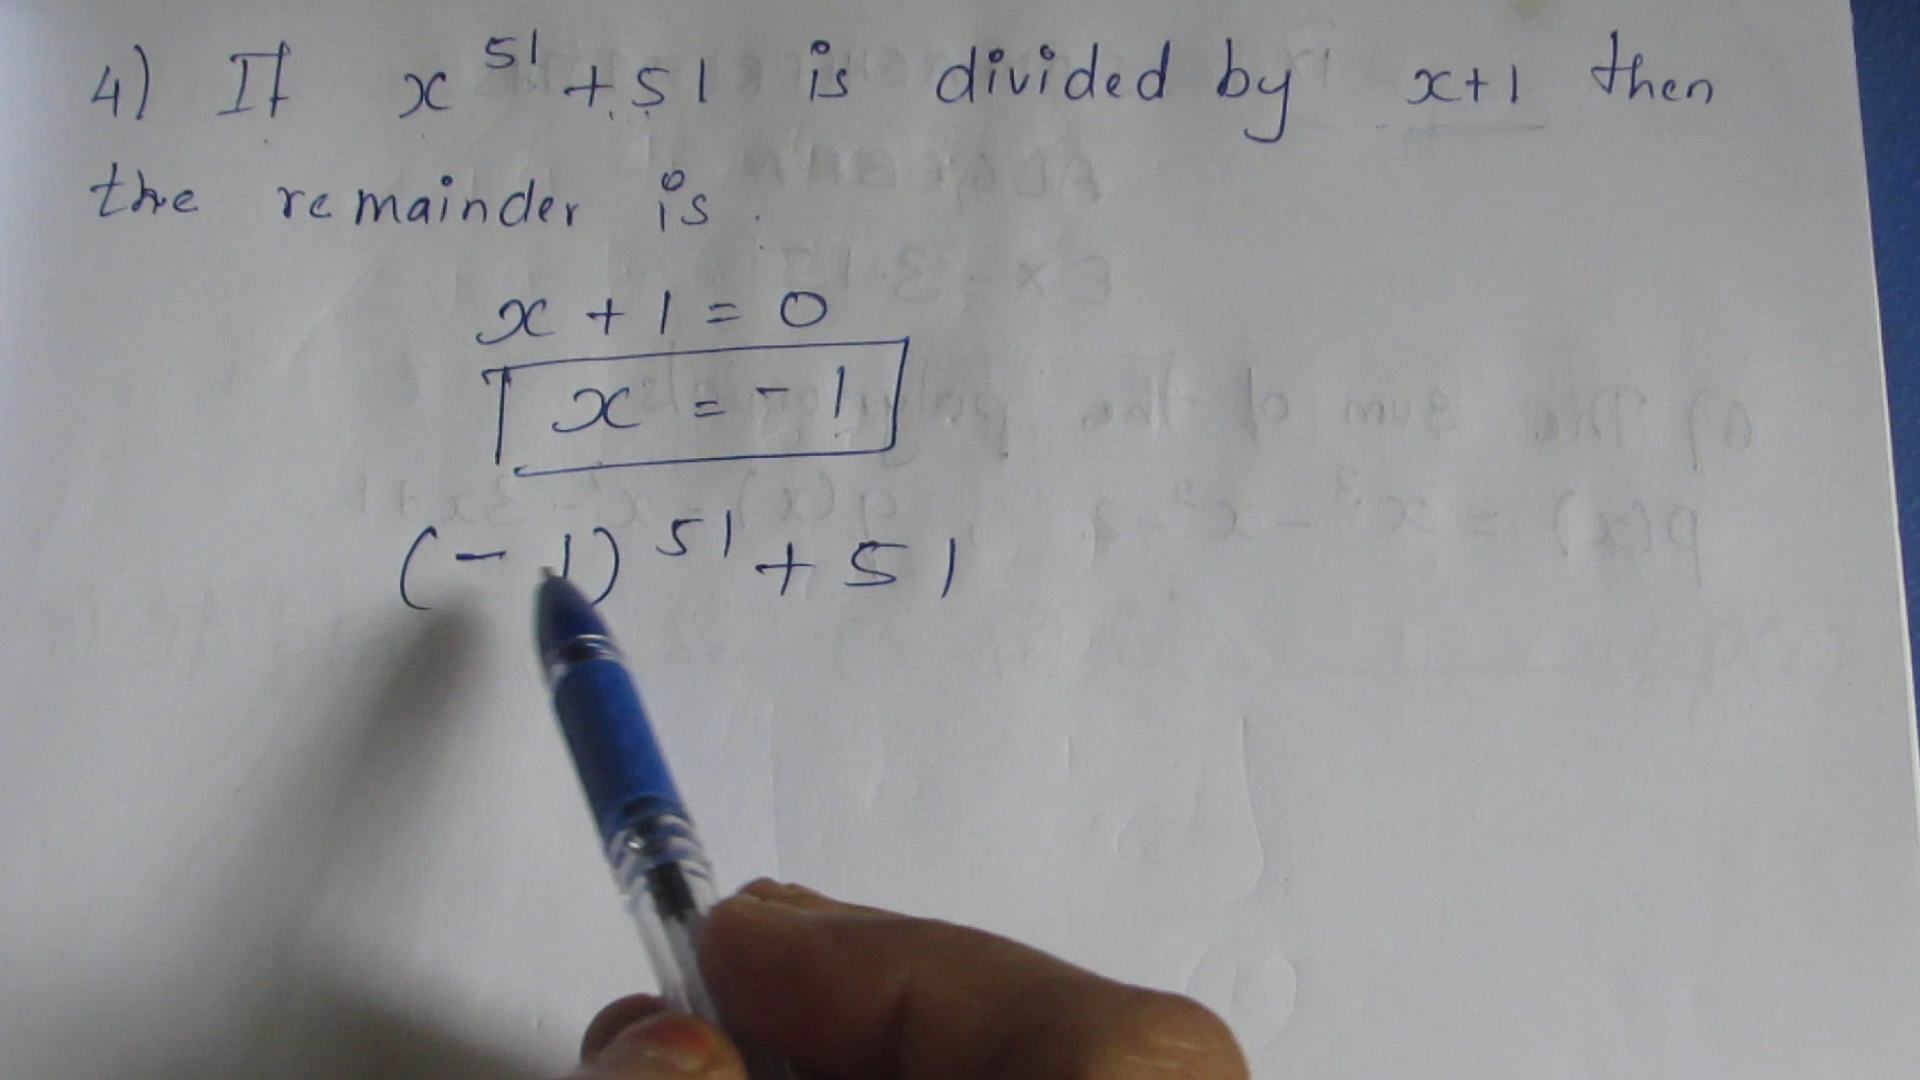 4) If x^51 + 51 is divided by x+1 then
the remainder is.
x + 1 = 0
x = -1
(-1)^51 + 51